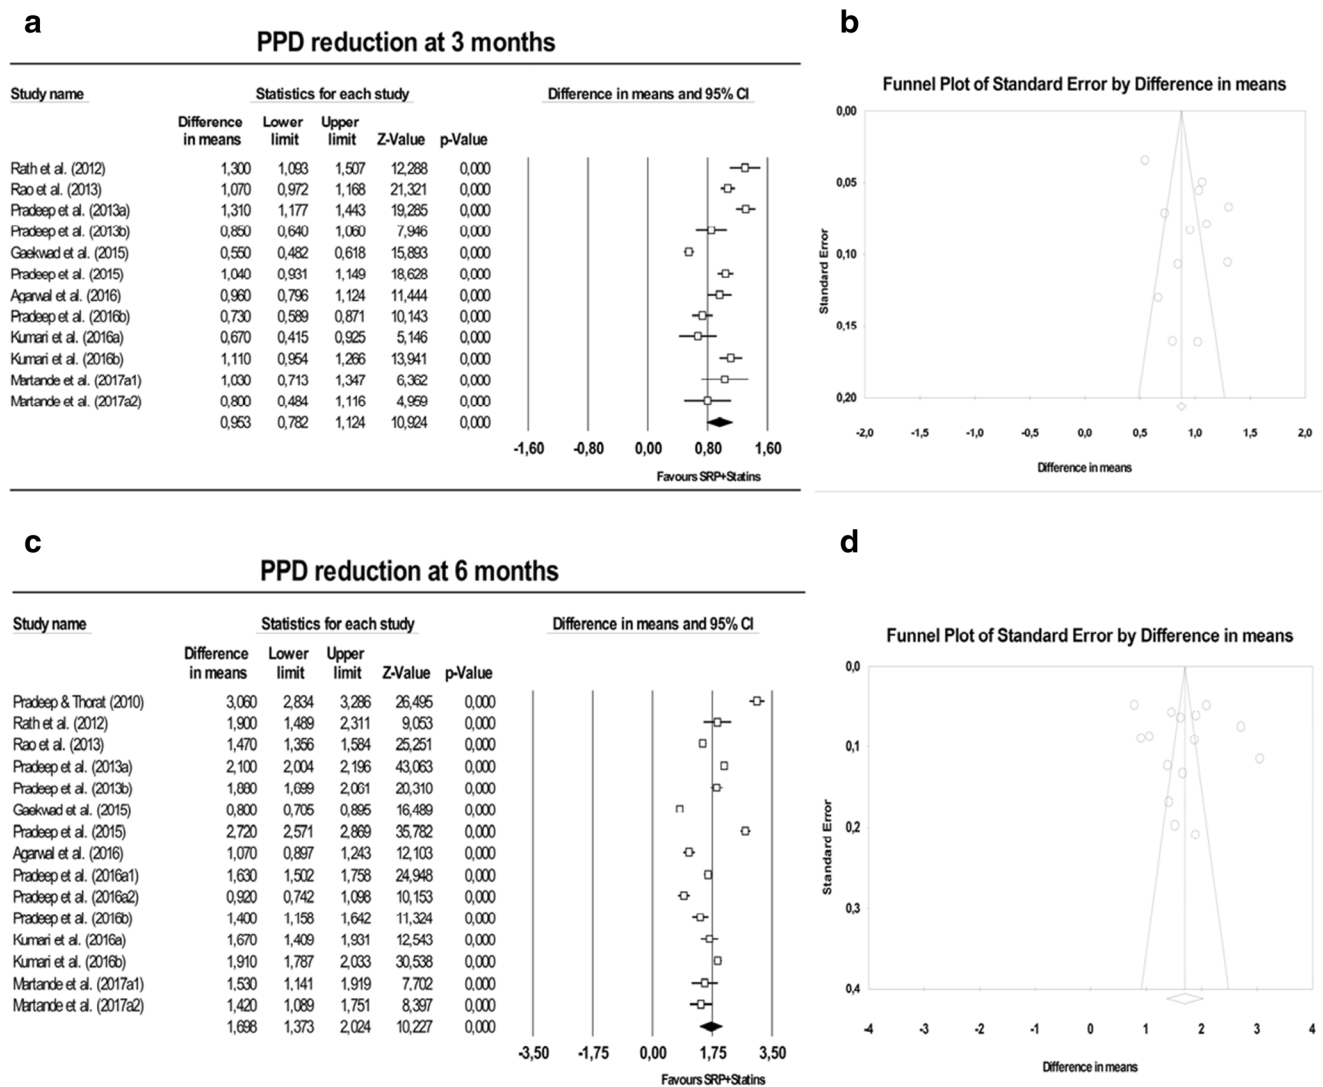 a
PPD reduction at 3 months
Study name Statistics for each study Difference in means and 95% CI
Difference in means Lower limit Upper limit Z-Value p-Value
Rath et al. (2012) 1,300 1,093 1,507 12,288 0,000
Rao et al. (2013) 1,070 0,972 1,168 21,321 0,000
Pradeep et al. (2013a) 1,310 1,177 1,443 19,285 0,000
Pradeep et al. (2013b) 0,850 0,640 1,060 7,946 0,000
Gaekwad et al. (2015) 0,550 0,482 0,618 15,893 0,000
Pradeep et al. (2015) 1,040 0,931 1,149 18,628 0,000
Agarwal et al. (2016) 0,960 0,796 1,124 11,444 0,000
Pradeep et al. (2016b) 0,730 0,589 0,871 10,143 0,000
Kumari et al. (2016a) 0,670 0,415 0,925 5,146 0,000
Kumari et al. (2016b) 1,110 0,954 1,266 13,941 0,000
Martande et al. (2017a1) 1,030 0,713 1,347 6,362 0,000
Martande et al. (2017a2) 0,800 0,484 1,116 4,959 0,000
0,953 0,782 1,124 10,924 0,000
-1,60 -0,80 0,00 0,80 1,60
Favours SRP+Statins
b
Funnel Plot of Standard Error by Difference in means
Standard Error
0,00
0,05
0,10
0,15
0,20
-2,0 -1,5 -1,0 -0,5 0,0 0,5 1,0 1,5 2,0
Difference in means
c
PPD reduction at 6 months
Study name Statistics for each study Difference in means and 95% CI
Difference in means Lower limit Upper limit Z-Value p-Value
Pradeep & Thorat (2010) 3,060 2,834 3,286 26,495 0,000
Rath et al. (2012) 1,900 1,489 2,311 9,053 0,000
Rao et al. (2013) 1,470 1,356 1,584 25,251 0,000
Pradeep et al. (2013a) 2,100 2,004 2,196 43,063 0,000
Pradeep et al. (2013b) 1,880 1,699 2,061 20,310 0,000
Gaekwad et al. (2015) 0,800 0,705 0,895 16,489 0,000
Pradeep et al. (2015) 2,720 2,571 2,869 35,782 0,000
Agarwal et al. (2016) 1,070 0,897 1,243 12,103 0,000
Pradeep et al. (2016a1) 1,630 1,502 1,758 24,948 0,000
Pradeep et al. (2016a2) 0,920 0,742 1,098 10,153 0,000
Pradeep et al. (2016b) 1,400 1,158 1,642 11,324 0,000
Kumari et al. (2016a) 1,670 1,409 1,931 12,543 0,000
Kumari et al. (2016b) 1,910 1,787 2,033 30,538 0,000
Martande et al. (2017a1) 1,530 1,141 1,919 7,702 0,000
Martande et al. (2017a2) 1,420 1,089 1,751 8,397 0,000
1,698 1,373 2,024 10,227 0,000
-3,50 -1,75 0,00 1,75 3,50
Favours SRP+Statins
d
Funnel Plot of Standard Error by Difference in means
Standard Error
0,0
0,1
0,2
0,3
0,4
-4 -3 -2 -1 0 1 2 3 4
Difference in means